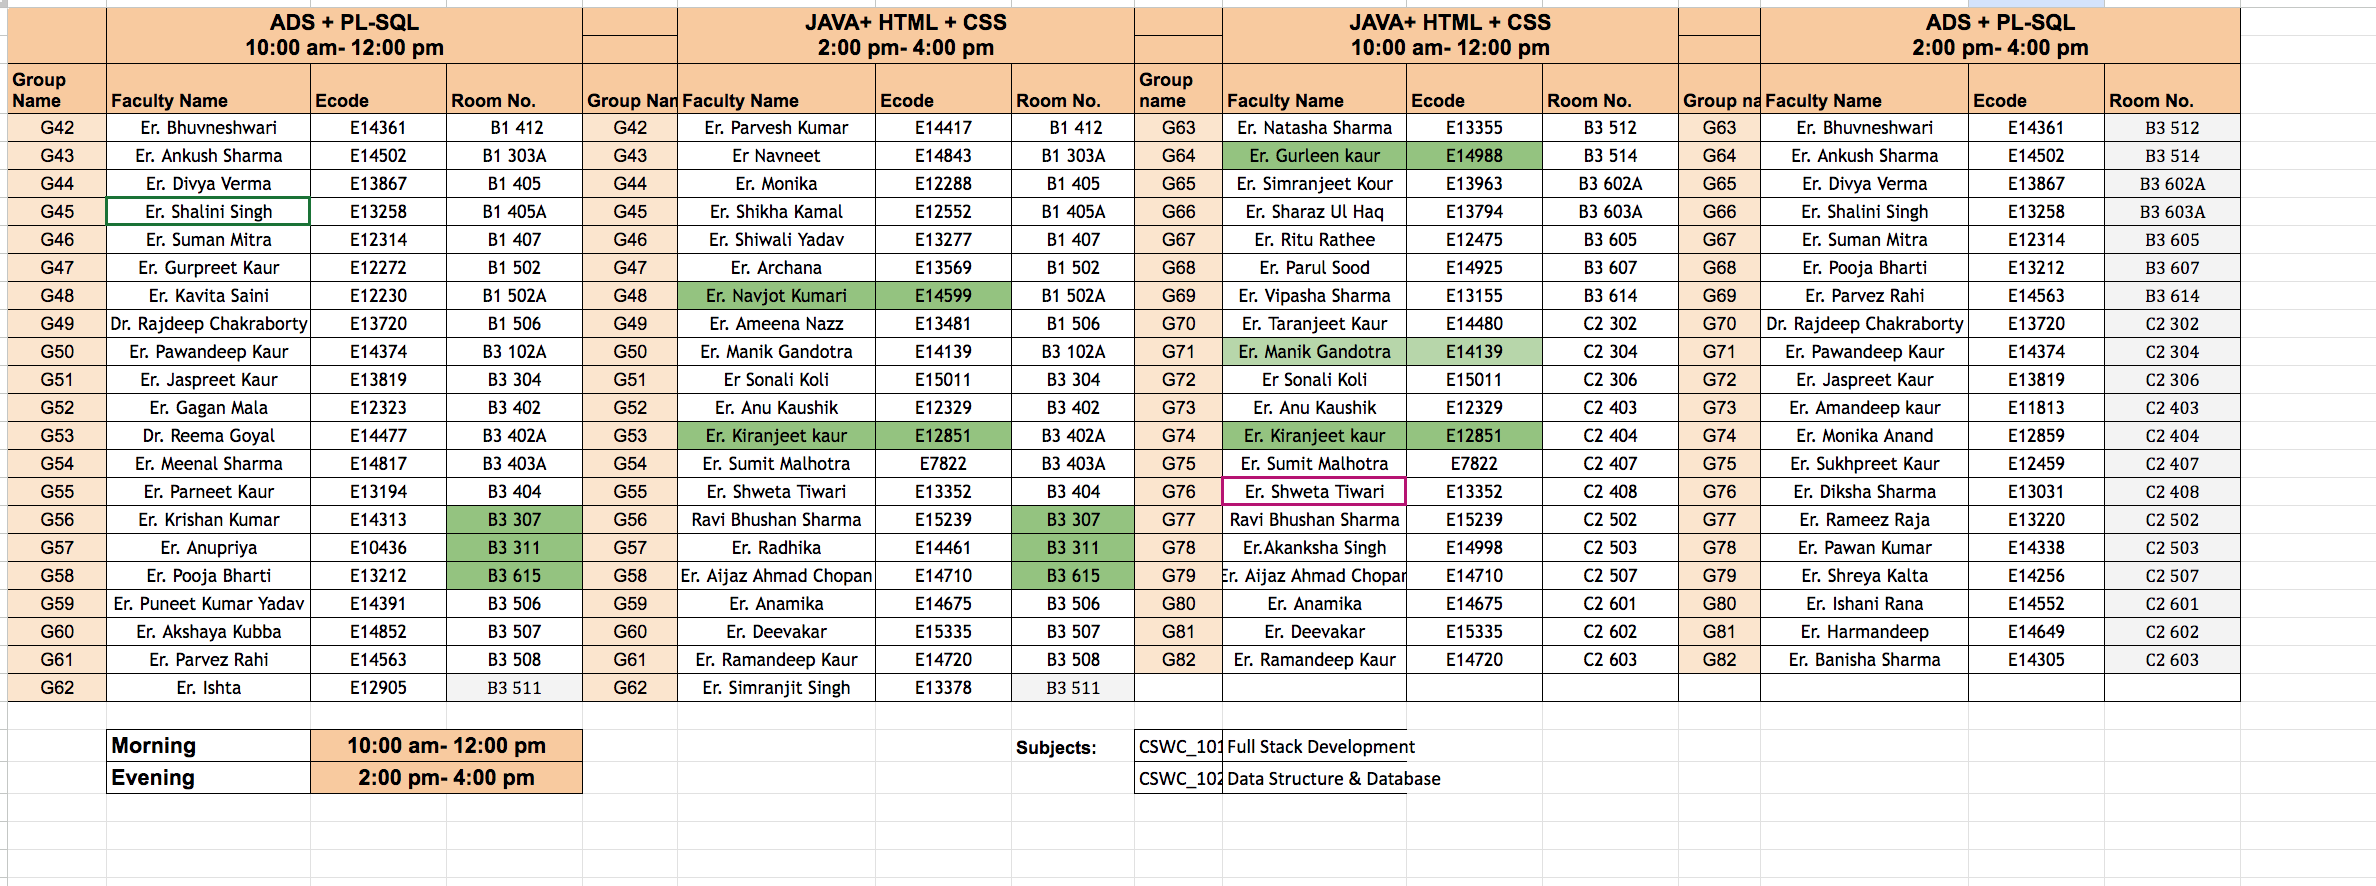 ADS + PL-SQL JAVA+ HTML + CSS JAVA+ HTML + CSS ADS + PL-SQL
10:00 am- 12:00 pm 2:00 pm- 4:00 pm 10:00 am- 12:00 pm 2:00 pm- 4:00 pm
Group Name Faculty Name Ecode Room No. Group Nan Faculty Name Ecode Room No. Group name Faculty Name Ecode Room No. Group na Faculty Name Ecode Room No.
G42 Er. Bhuvneshwari E14361 B1 412 G42 Er. Parvesh Kumar E14417 B1 412 G63 Er. Natasha Sharma E13355 B3 512 G63 Er. Bhuvneshwari E14361 B3 512
G43 Er. Ankush Sharma E14502 B1 303A G43 Er Navneet E14843 B1 303A G64 Er. Gurleen kaur E14988 B3 514 G64 Er. Ankush Sharma E14502 B3 514
G44 Er. Divya Verma E13867 B1 405 G44 Er. Monika E12288 B1 405 G65 Er. Simranjeet Kour E13963 B3 602A G65 Er. Divya Verma E13867 B3 602A
G45 Er. Shalini Singh E13258 B1 405A G45 Er. Shikha Kamal E12552 B1 405A G66 Er. Sharaz Ul Haq E13794 B3 603A G66 Er. Shalini Singh E13258 B3 603A
G46 Er. Suman Mitra E12314 B1 407 G46 Er. Shiwali Yadav E13277 B1 407 G67 Er. Ritu Rathee E12475 B3 605 G67 Er. Suman Mitra E12314 B3 605
G47 Er. Gurpreet Kaur E12272 B1 502 G47 Er. Archana E13569 B1 502 G68 Er. Parul Sood E14925 B3 607 G68 Er. Pooja Bharti E13212 B3 607
G48 Er. Kavita Saini E12230 B1 502A G48 Er. Navjot Kumari E14599 B1 502A G69 Er. Vipasha Sharma E13155 B3 614 G69 Er. Parvez Rahi E14563 B3 614
G49 Dr. Rajdeep Chakraborty E13720 B1 506 G49 Er. Ameena Nazz E13481 B1 506 G70 Er. Taranjeet Kaur E14480 C2 302 G70 Dr. Rajdeep Chakraborty E13720 C2 302
G50 Er. Pawandeep Kaur E14374 B3 102A G50 Er. Manik Gandotra E14139 B3 102A G71 Er. Manik Gandotra E14139 C2 304 G71 Er. Pawandeep Kaur E14374 C2 304
G51 Er. Jaspreet Kaur E13819 B3 304 G51 Er Sonali Koli E15011 B3 304 G72 Er Sonali Koli E15011 C2 306 G72 Er. Jaspreet Kaur E13819 C2 306
G52 Er. Gagan Mala E12323 B3 402 G52 Er. Anu Kaushik E12329 B3 402 G73 Er. Anu Kaushik E12329 C2 403 G73 Er. Amandeep kaur E11813 C2 403
G53 Dr. Reema Goyal E14477 B3 402A G53 Er. Kiranjeet kaur E12851 B3 402A G74 Er. Kiranjeet kaur E12851 C2 404 G74 Er. Monika Anand E12859 C2 404
G54 Er. Meenal Sharma E14817 B3 403A G54 Er. Sumit Malhotra E7822 B3 403A G75 Er. Sumit Malhotra E7822 C2 407 G75 Er. Sukhpreet Kaur E12459 C2 407
G55 Er. Parneet Kaur E13194 B3 404 G55 Er. Shweta Tiwari E13352 B3 404 G76 Er. Shweta Tiwari E13352 C2 408 G76 Er. Diksha Sharma E13031 C2 408
G56 Er. Krishan Kumar E14313 B3 307 G56 Ravi Bhushan Sharma E15239 B3 307 G77 Ravi Bhushan Sharma E15239 C2 502 G77 Er. Rameez Raja E13220 C2 502
G57 Er. Anupriya E10436 B3 311 G57 Er. Radhika E14461 B3 311 G78 Er.Akanksha Singh E14998 C2 503 G78 Er. Pawan Kumar E14338 C2 503
G58 Er. Pooja Bharti E13212 B3 615 G58 Er. Aijaz Ahmad Chopan E14710 B3 615 G79 Er. Aijaz Ahmad Chopan E14710 C2 507 G79 Er. Shreya Kalta E14256 C2 507
G59 Er. Puneet Kumar Yadav E14391 B3 506 G59 Er. Anamika E14675 B3 506 G80 Er. Anamika E14675 C2 601 G80 Er. Ishani Rana E14552 C2 601
G60 Er. Akshaya Kubba E14852 B3 507 G60 Er. Deevakar E15335 B3 507 G81 Er. Deevakar E15335 C2 602 G81 Er. Harmandeep E14649 C2 602
G61 Er. Parvez Rahi E14563 B3 508 G61 Er. Ramandeep Kaur E14720 B3 508 G82 Er. Ramandeep Kaur E14720 C2 603 G82 Er. Banisha Sharma E14305 C2 603
G62 Er. Ishta E12905 B3 511 G62 Er. Simranjit Singh E13378 B3 511
Morning 10:00 am- 12:00 pm Subjects: CSWC_101 Full Stack Development
Evening 2:00 pm- 4:00 pm CSWC_102 Data Structure & Database